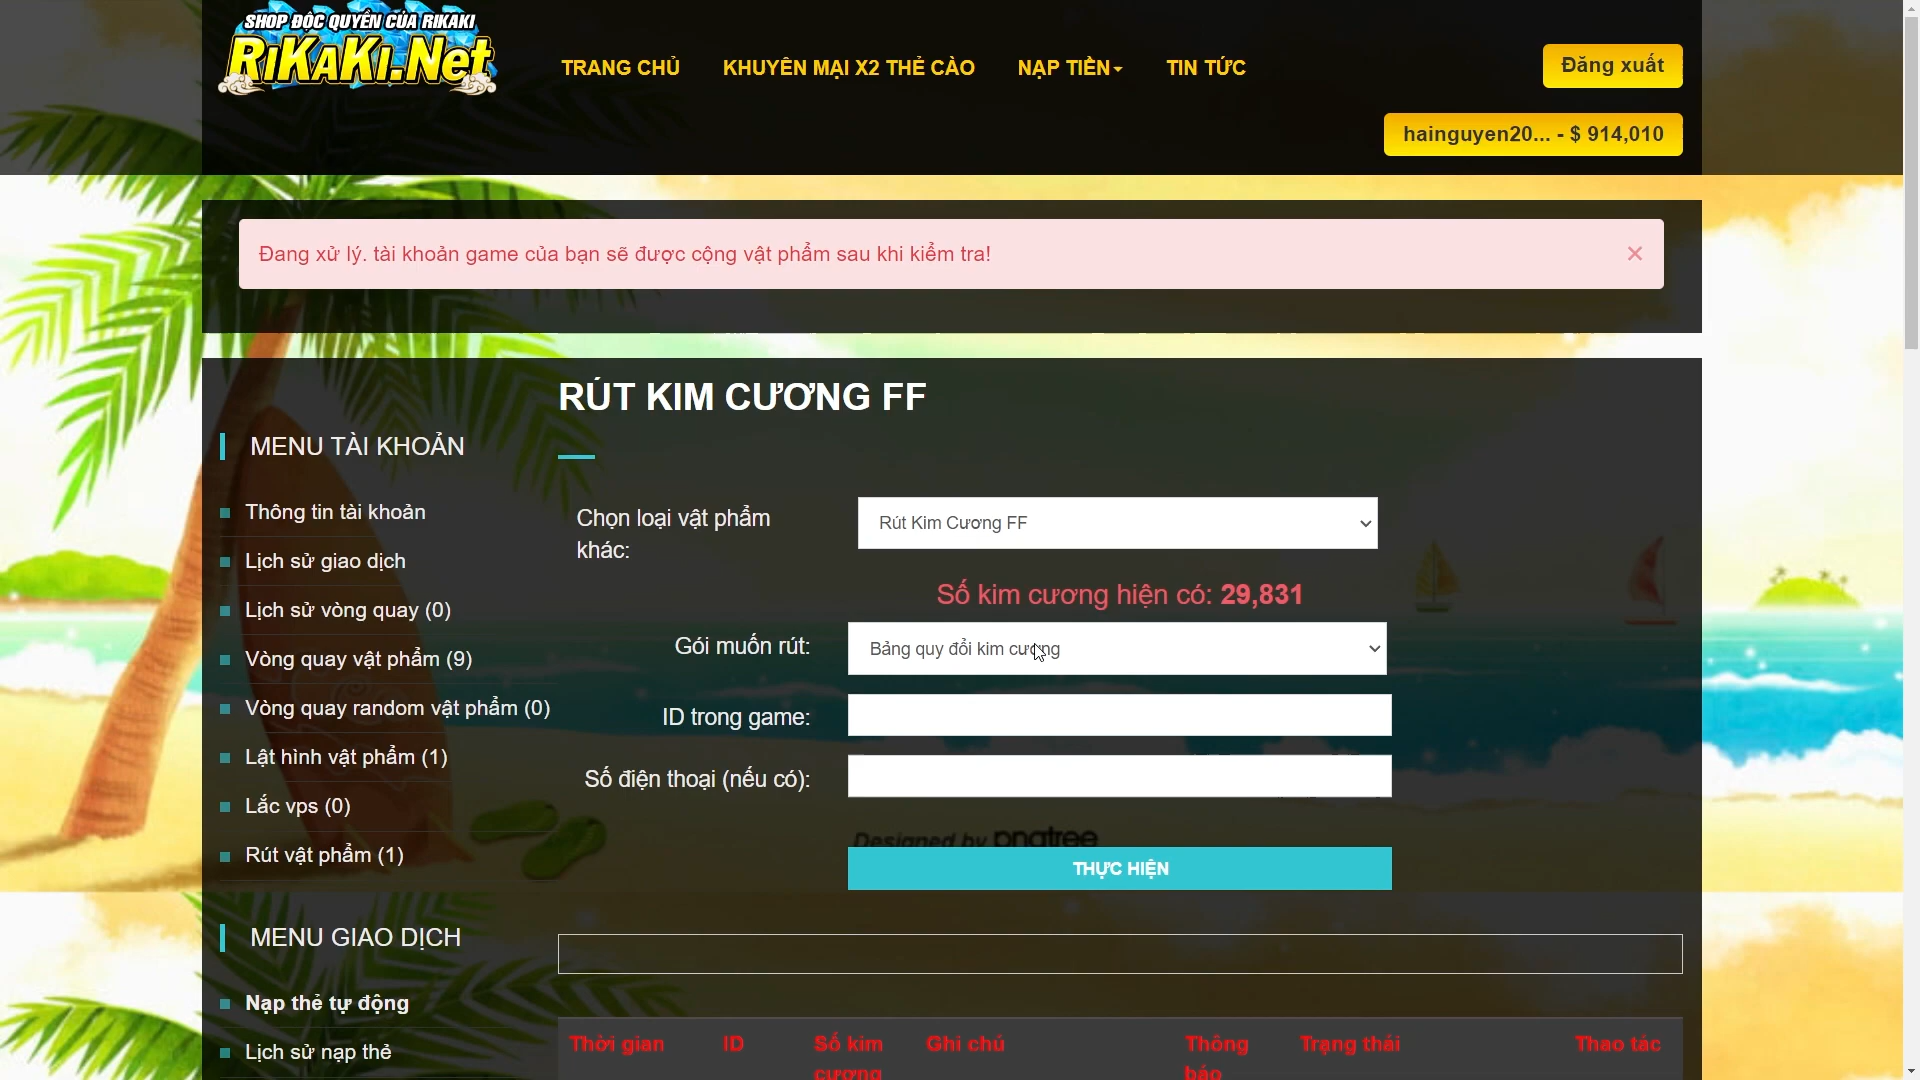 SHOP ĐỘC QUYỀN CỦA RIKAKI
RiKaKi.Net
TRANG CHỦ
KHUYẾN MẠI X2 THẺ CÀO
NẠP TIỀN
TIN TỨC
Đăng xuất
hainguyen20... - $ 914,010
Đang xử lý. tài khoản game của bạn sẽ được cộng vật phẩm sau khi kiểm tra!
×
RÚT KIM CƯƠNG FF
MENU TÀI KHOẢN
Thông tin tài khoản
Lịch sử giao dịch
Lịch sử vòng quay (0)
Vòng quay vật phẩm (9)
Vòng quay random vật phẩm (0)
Lật hình vật phẩm (1)
Lắc vps (0)
Rút vật phẩm (1)
MENU GIAO DỊCH
Nạp thẻ tự động
Lịch sử nạp thẻ
Chọn loại vật phẩm
khác:
Rút Kim Cương FF
Số kim cương hiện có: 29,831
Gói muốn rút:
Bảng quy đổi kim cương
ID trong game:
Số điện thoại (nếu có):
Designed by pngtree
THỰC HIỆN
Thời gian
ID
Số kim
cương
Ghi chú
Thông
báo
Trạng thái
Thao tác